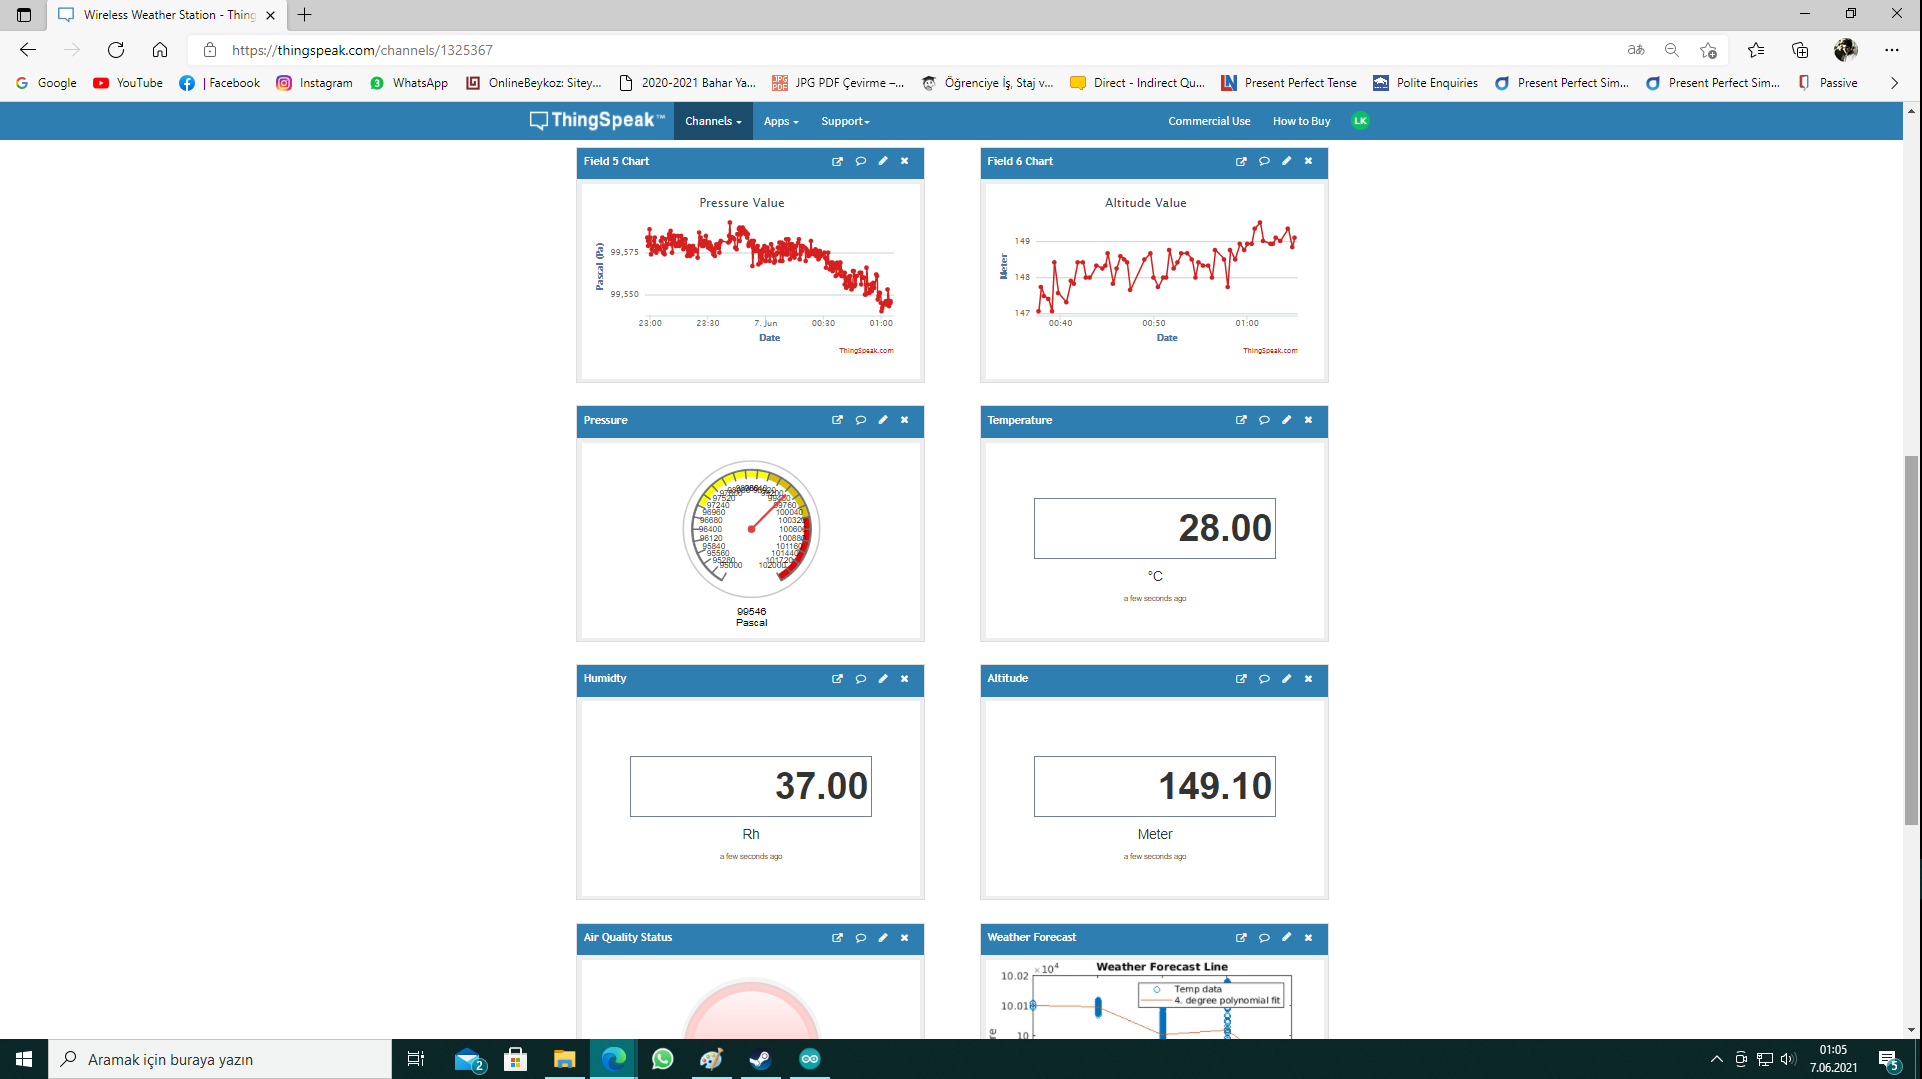 Wireless Weather Station - Thing
https://thingspeak.com/channels/1325367
Google YouTube | Facebook Instagram WhatsApp OnlineBeykoz: Sitey... 2020-2021 Bahar Ya... JPG PDF Çevirme –... Öğrenciye İş, Staj v... Direct - Indirect Qu... Present Perfect Tense Polite Enquiries Present Perfect Sim... Present Perfect Sim... Passive
ThingSpeak™ Channels Apps Support Commercial Use How to Buy LK
Field 5 Chart
Pressure Value
Pascal (Pa)
99,575
99,550
23:00 23:30 7. Jun 00:30 01:00
Date
ThingSpeak.com
Field 6 Chart
Altitude Value
Meter
149
148
147
00:40 00:50 01:00
Date
ThingSpeak.com
Pressure
97520
97240
96960
96680
96400
96120
95840
95560
95280
95000
99760
100040
100320
100600
100880
101160
101440
101720
102000
99546
Pascal
Temperature
28.00
°C
a few seconds ago
Humidty
37.00
Rh
a few seconds ago
Altitude
149.10
Meter
a few seconds ago
Air Quality Status
Weather Forecast
Weather Forecast Line
×10⁴
10.02
10.01
10
Temp data
4. degree polynomial fit
Aramak için buraya yazın
2
01:05
7.06.2021
5